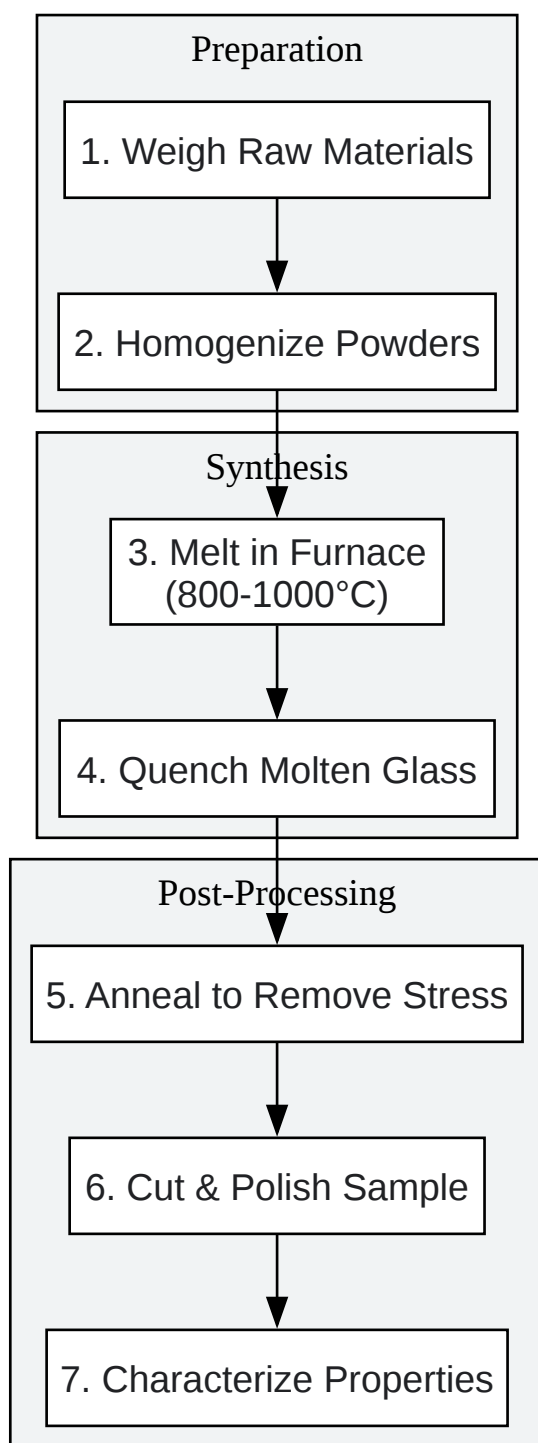 Preparation
1. Weigh Raw Materials
2. Homogenize Powders
Synthesis
3. Melt in Furnace
(800-1000°C)
4. Quench Molten Glass
Post-Processing
5. Anneal to Remove Stress
6. Cut & Polish Sample
7. Characterize Properties